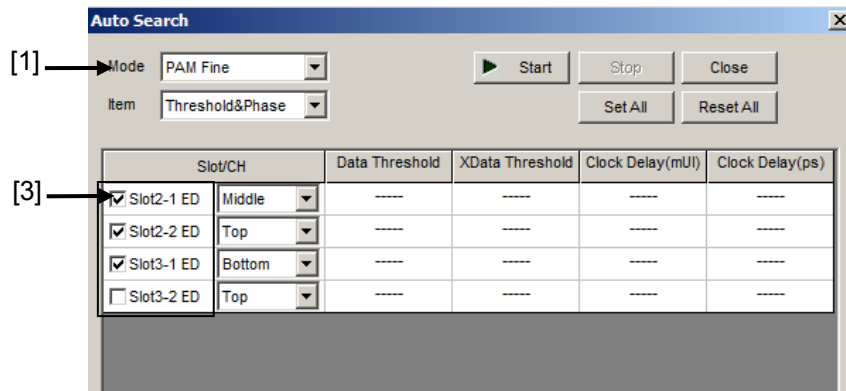 Auto Search
[1] Mode PAM Fine Start Stop Close
Item Threshold&Phase Set All Reset All
Slot/CH Data Threshold XData Threshold Clock Delay(mUI) Clock Delay(ps)
[3] Slot2-1 ED Middle ----- ----- ----- -----
Slot2-2 ED Top ----- ----- ----- -----
Slot3-1 ED Bottom ----- ----- ----- -----
Slot3-2 ED Top ----- ----- ----- -----